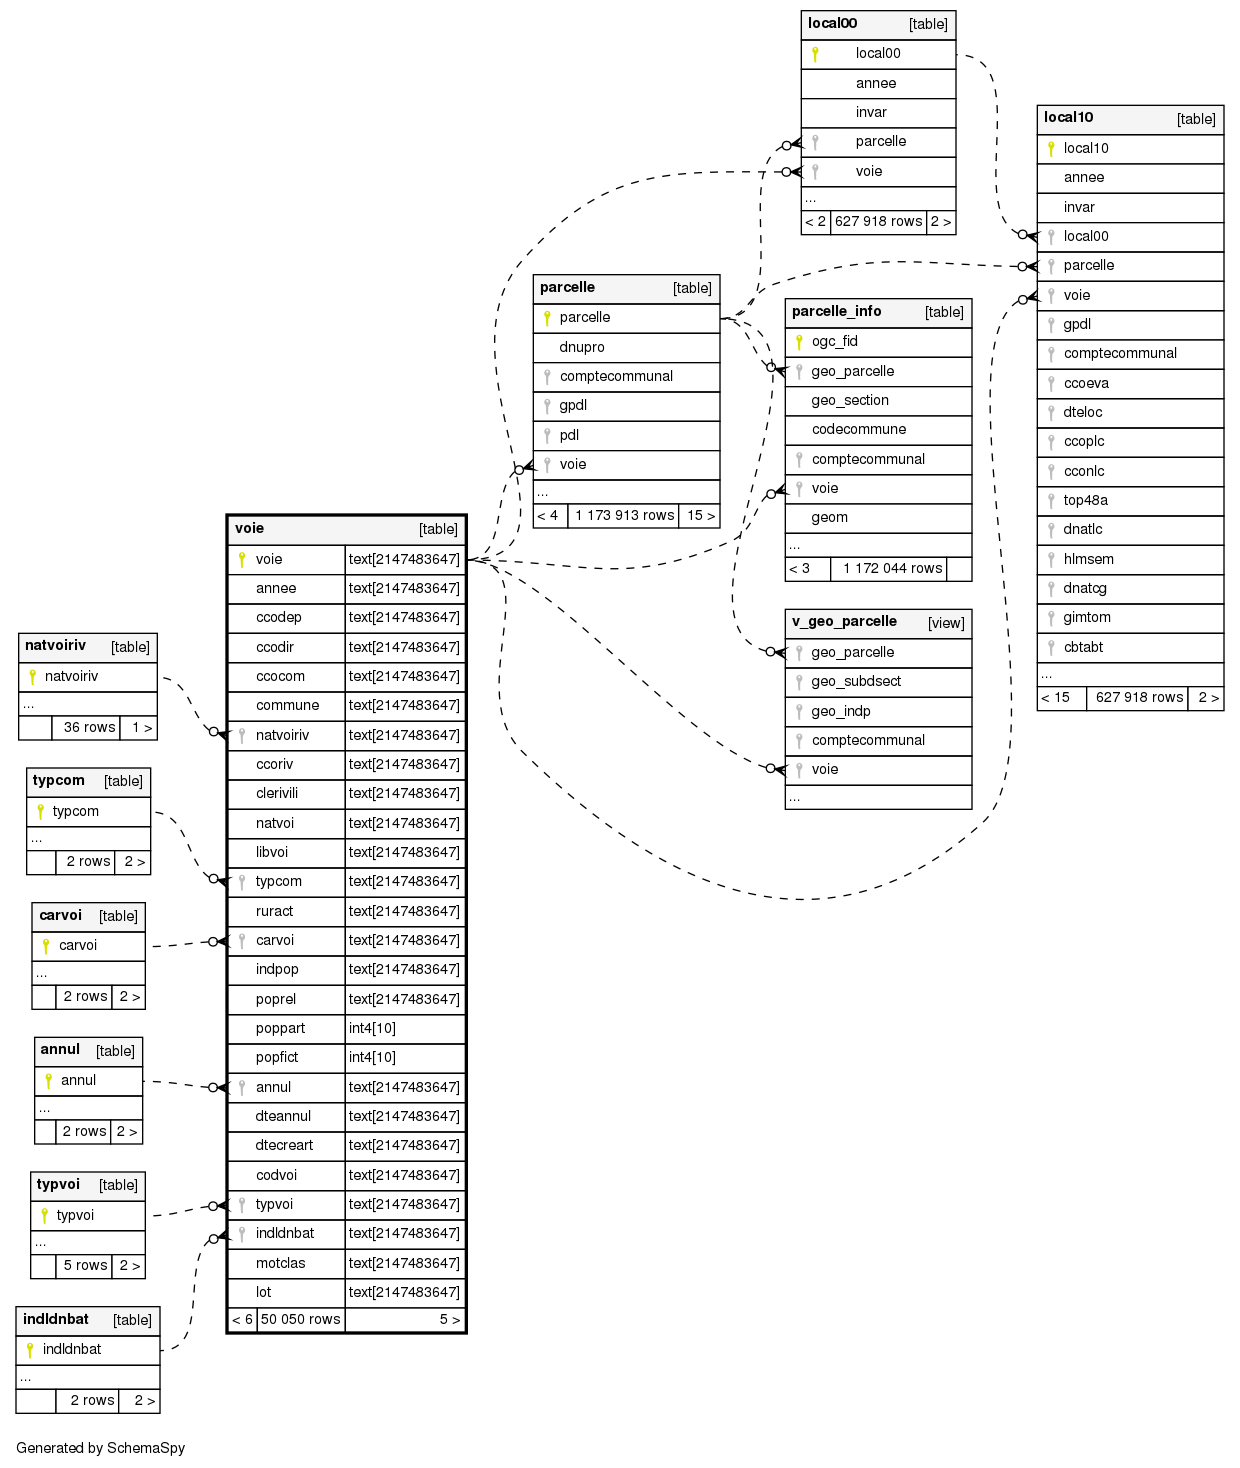 local00 [table]
local00
annee
invar
parcelle
voie
...
< 2 627 918 rows 2 >
local10 [table]
local10
annee
invar
local00
parcelle
voie
gpdl
comptecommunal
ccoeva
dteloc
ccoplc
cconlc
top48a
dnatlc
hlmsem
dnatcg
gimtom
cbtabt
...
< 15 627 918 rows 2 >
parcelle [table]
parcelle
dnupro
comptecommunal
gpdl
pdl
voie
...
< 4 1 173 913 rows 15 >
parcelle_info [table]
ogc_fid
geo_parcelle
geo_section
codecommune
comptecommunal
voie
geom
...
< 3 1 172 044 rows
v_geo_parcelle [view]
geo_parcelle
geo_subdsect
geo_indp
comptecommunal
voie
...
voie [table]
voie text[2147483647]
annee text[2147483647]
ccodep text[2147483647]
ccodir text[2147483647]
ccocom text[2147483647]
commune text[2147483647]
natvoiriv text[2147483647]
ccoriv text[2147483647]
clerivili text[2147483647]
natvoi text[2147483647]
libvoi text[2147483647]
typcom text[2147483647]
ruract text[2147483647]
carvoi text[2147483647]
indpop text[2147483647]
poprel text[2147483647]
poppart int4[10]
popfict int4[10]
annul text[2147483647]
dteannul text[2147483647]
dtecreart text[2147483647]
codvoi text[2147483647]
typvoi text[2147483647]
indldnbat text[2147483647]
motclas text[2147483647]
lot text[2147483647]
< 6 50 050 rows 5 >
natvoiriv [table]
natvoiriv
...
36 rows 1 >
typcom [table]
typcom
...
2 rows 2 >
carvoi [table]
carvoi
...
2 rows 2 >
annul [table]
annul
...
2 rows 2 >
typvoi [table]
typvoi
...
5 rows 2 >
indldnbat [table]
indldnbat
...
2 rows 2 >
Generated by SchemaSpy